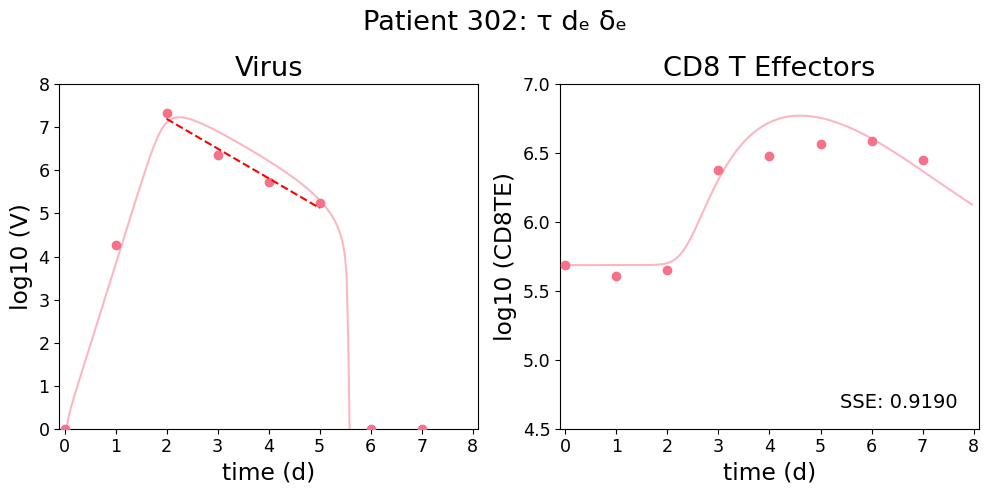 Patient 302: τ dₑ δₑ
Virus
CD8 T Effectors
log10 (V)
8
7
6
5
4
3
2
1
0
0 1 2 3 4 5 6 7 8
time (d)
log10 (CD8TE)
7.0
6.5
6.0
5.5
5.0
4.5
SSE: 0.9190
0 1 2 3 4 5 6 7 8
time (d)